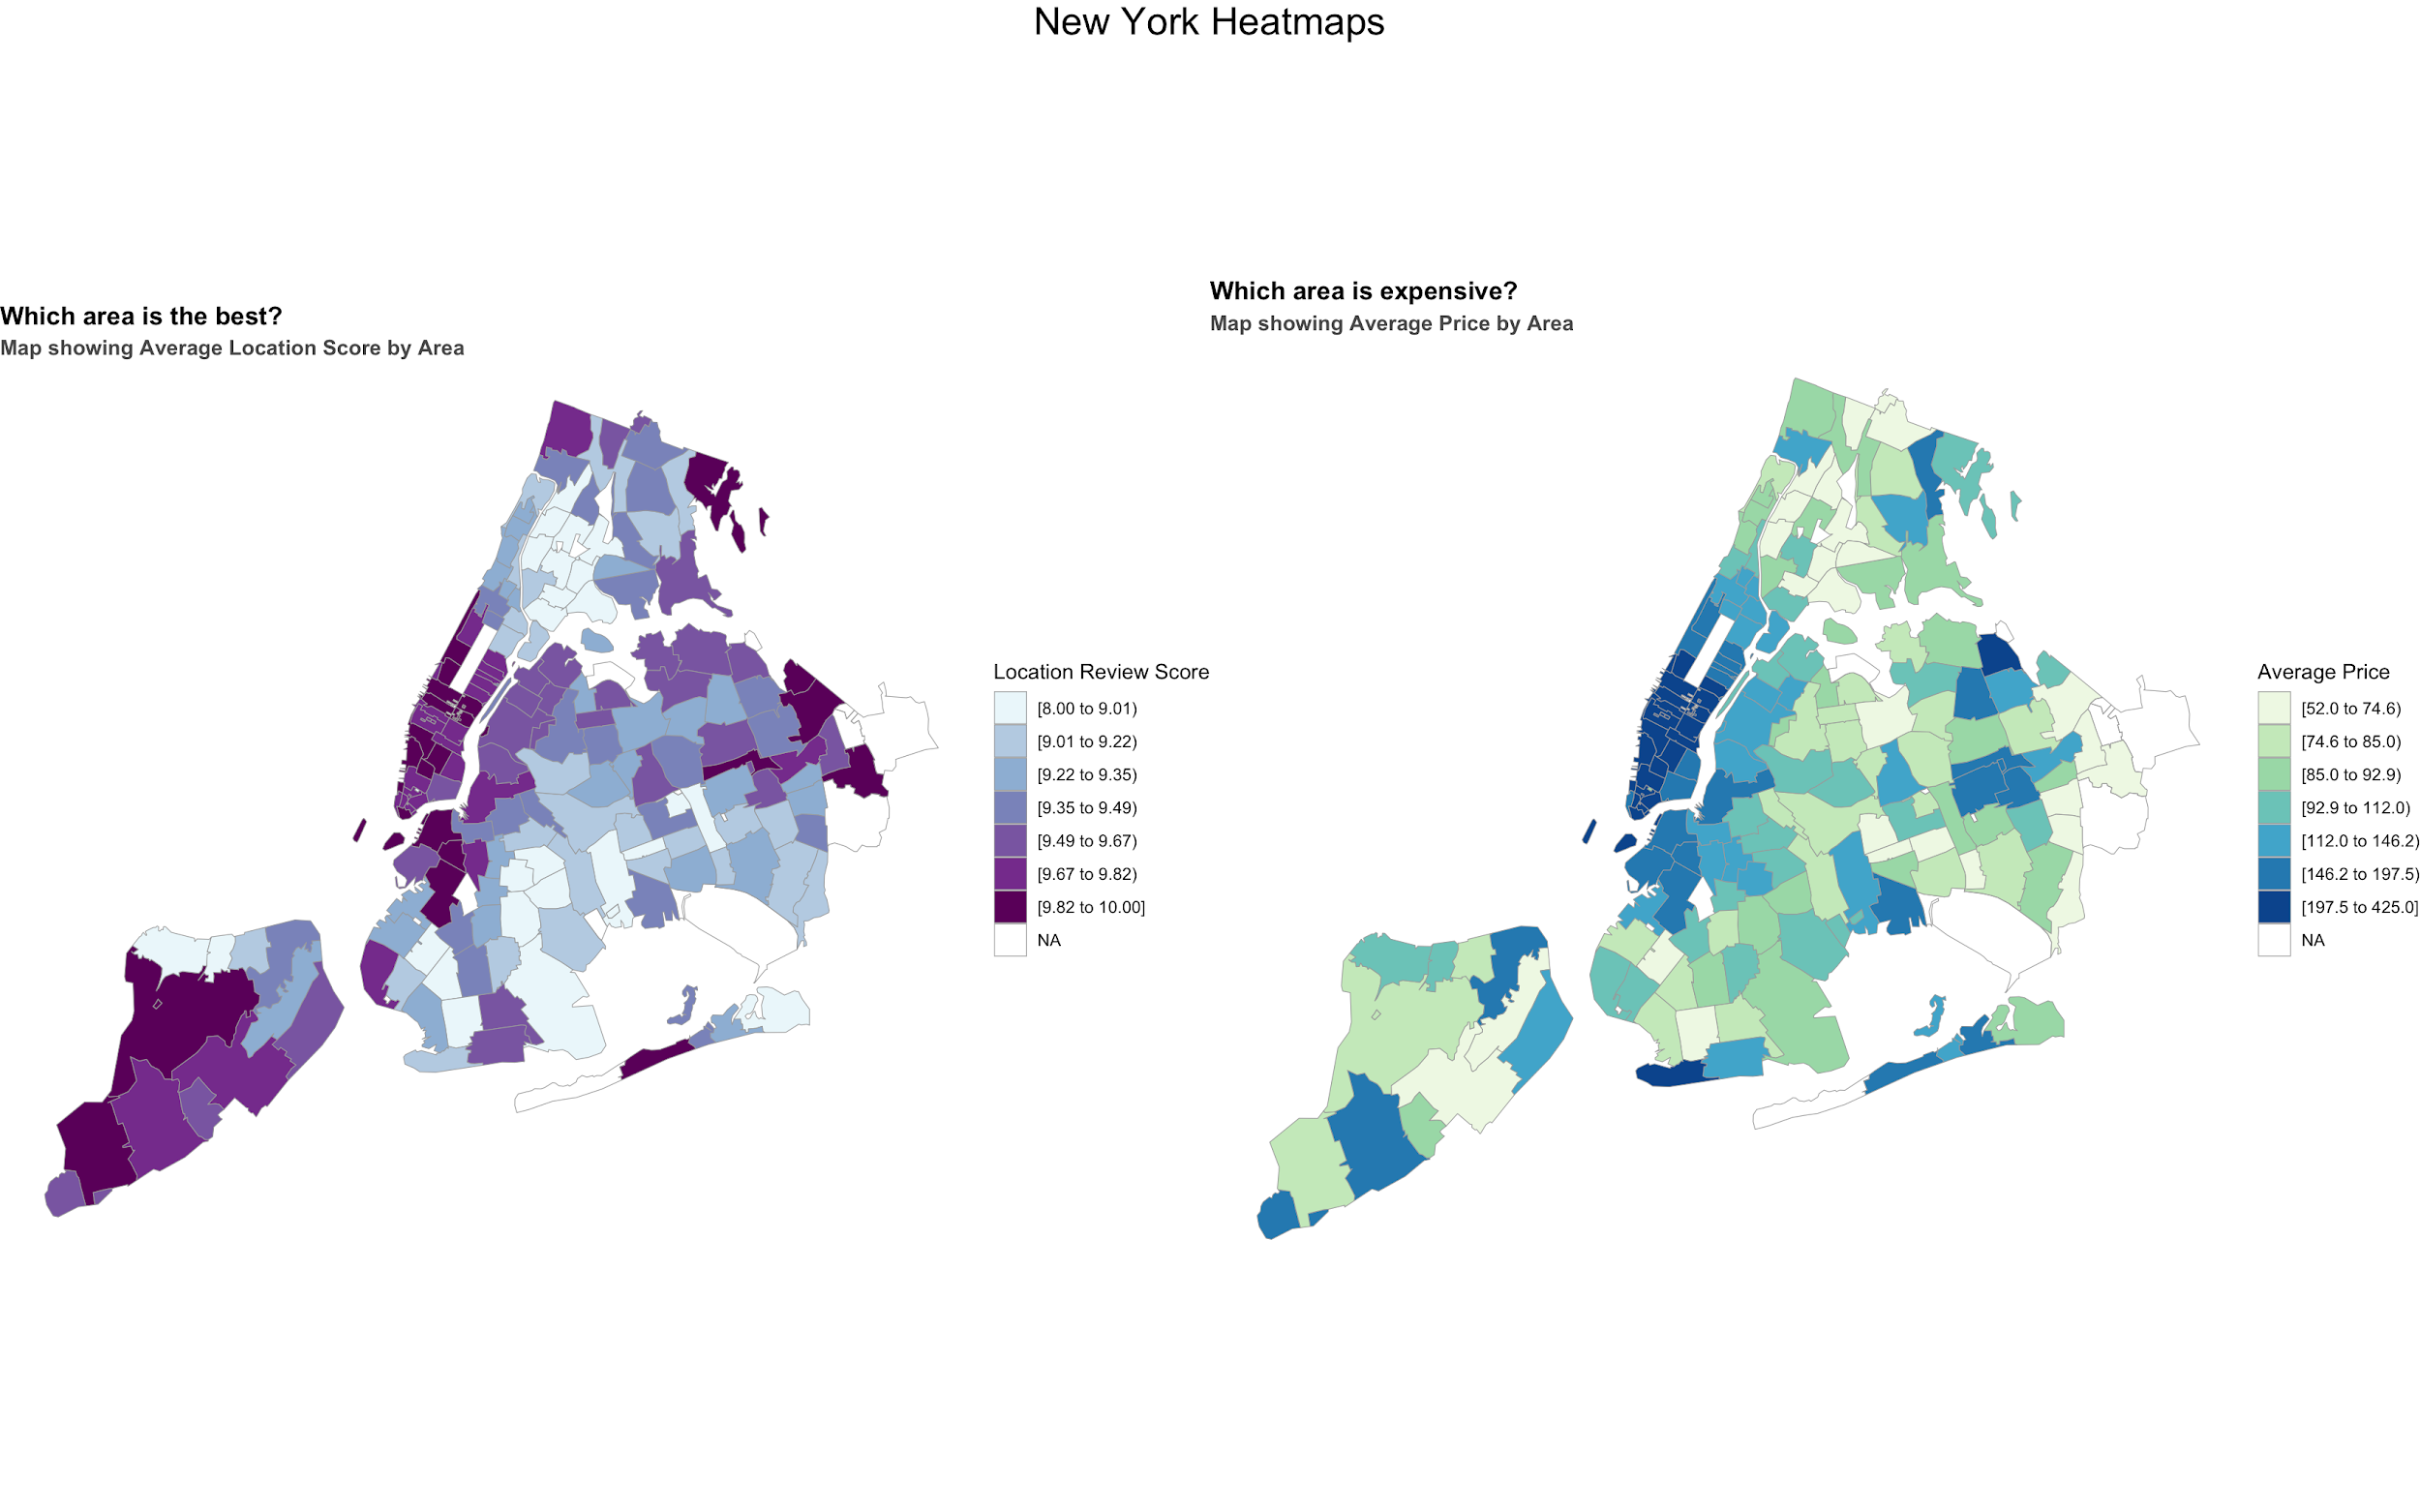 New York Heatmaps
Which area is the best?
Map showing Average Location Score by Area
Location Review Score
[8.00 to 9.01)
[9.01 to 9.22)
[9.22 to 9.35)
[9.35 to 9.49)
[9.49 to 9.67)
[9.67 to 9.82)
[9.82 to 10.00]
NA
Which area is expensive?
Map showing Average Price by Area
Average Price
[52.0 to 74.6)
[74.6 to 85.0)
[85.0 to 92.9)
[92.9 to 112.0)
[112.0 to 146.2)
[146.2 to 197.5)
[197.5 to 425.0]
NA